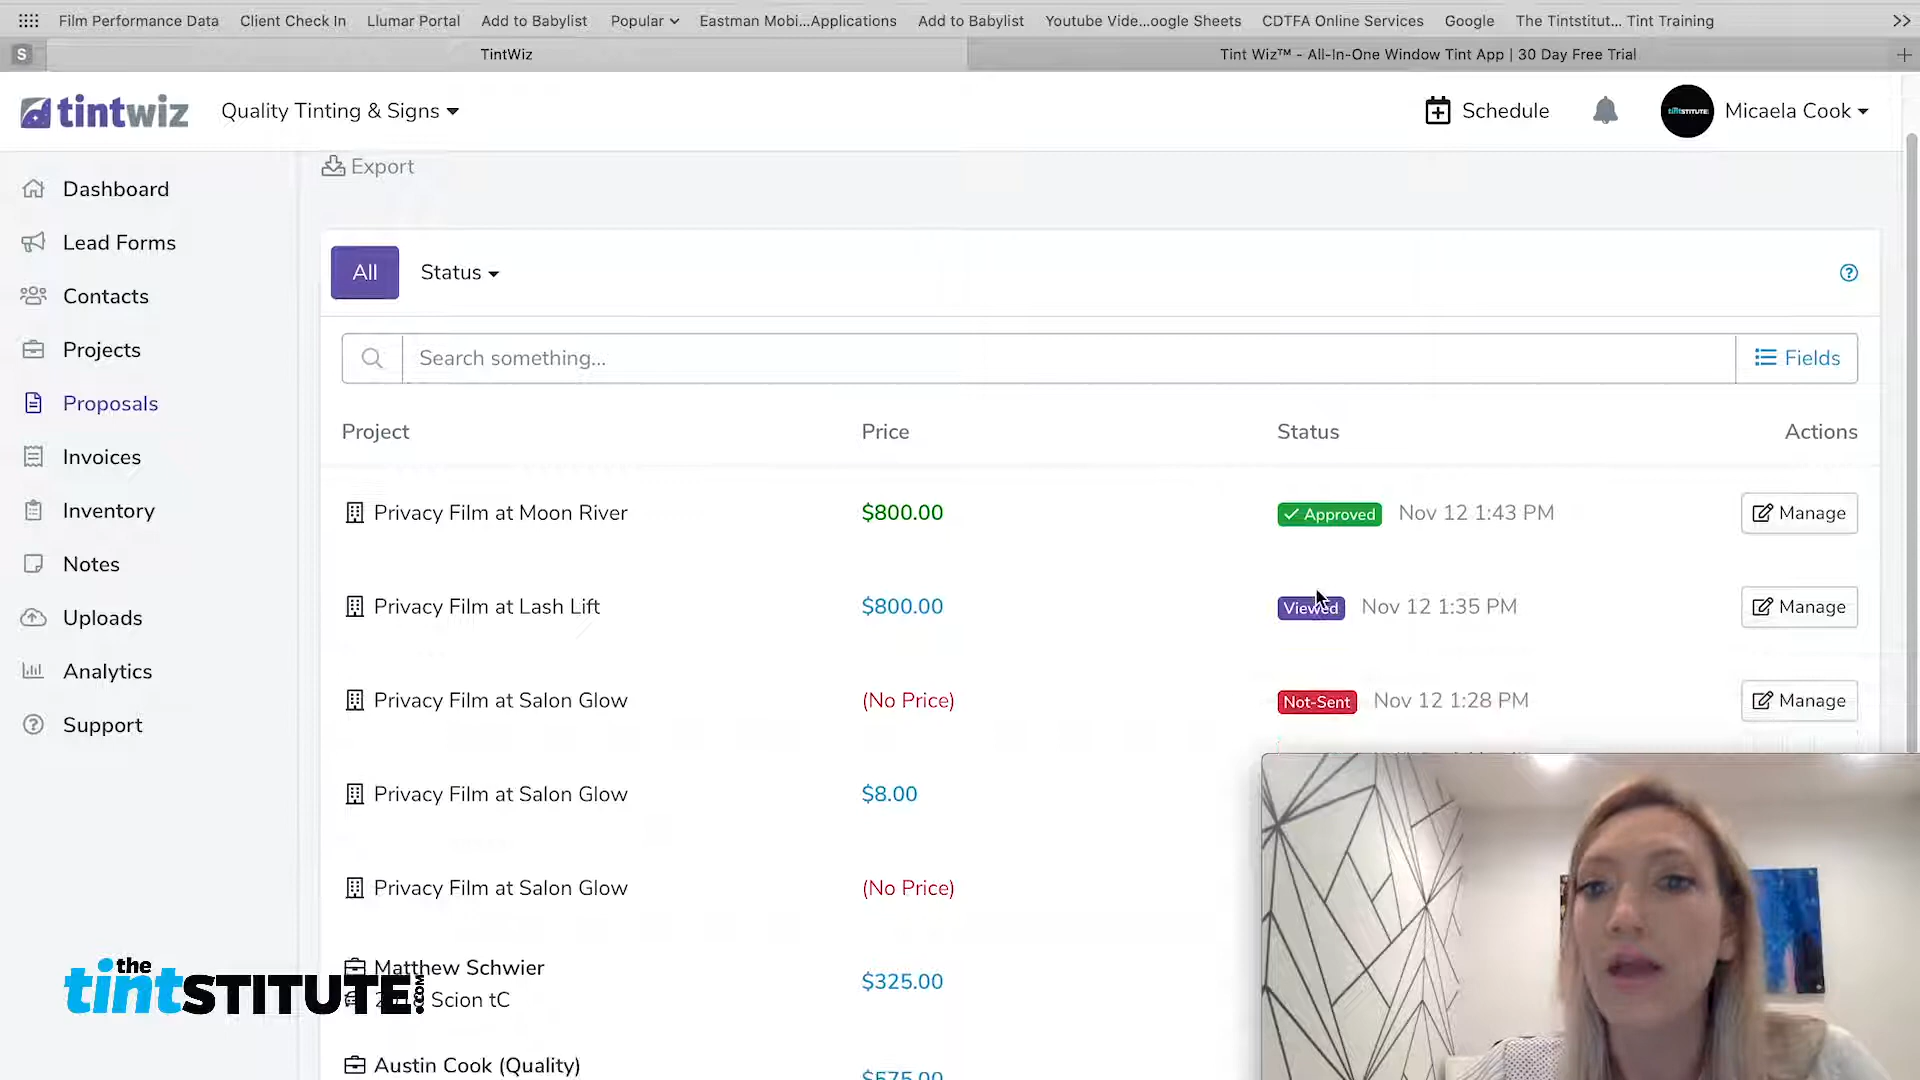 Film Performance Data Client Check In Llumar Portal Add to Babylist Popular Eastman Mobi...Applications Add to Babylist Youtube Vide...oogle Sheets CDTFA Online Services Google The Tintstitut... Tint Training
S TintWiz Tint Wiz™ - All-In-One Window Tint App | 30 Day Free Trial
tintwiz Quality Tinting & Signs Schedule tintSTITUTE Micaela Cook
Export
Dashboard
Lead Forms
Contacts
Projects
Proposals
Invoices
Inventory
Notes
Uploads
Analytics
Support
All Status
Search something... Fields
Project Price Status Actions
Privacy Film at Moon River $800.00 Approved Nov 12 1:43 PM Manage
Privacy Film at Lash Lift $800.00 Viewed Nov 12 1:35 PM Manage
Privacy Film at Salon Glow (No Price) Not-Sent Nov 12 1:28 PM Manage
Privacy Film at Salon Glow $8.00
Privacy Film at Salon Glow (No Price)
Matthew Schwier $325.00
Scion tC
Austin Cook (Quality) $575.00
the
tintSTITUTE.COM